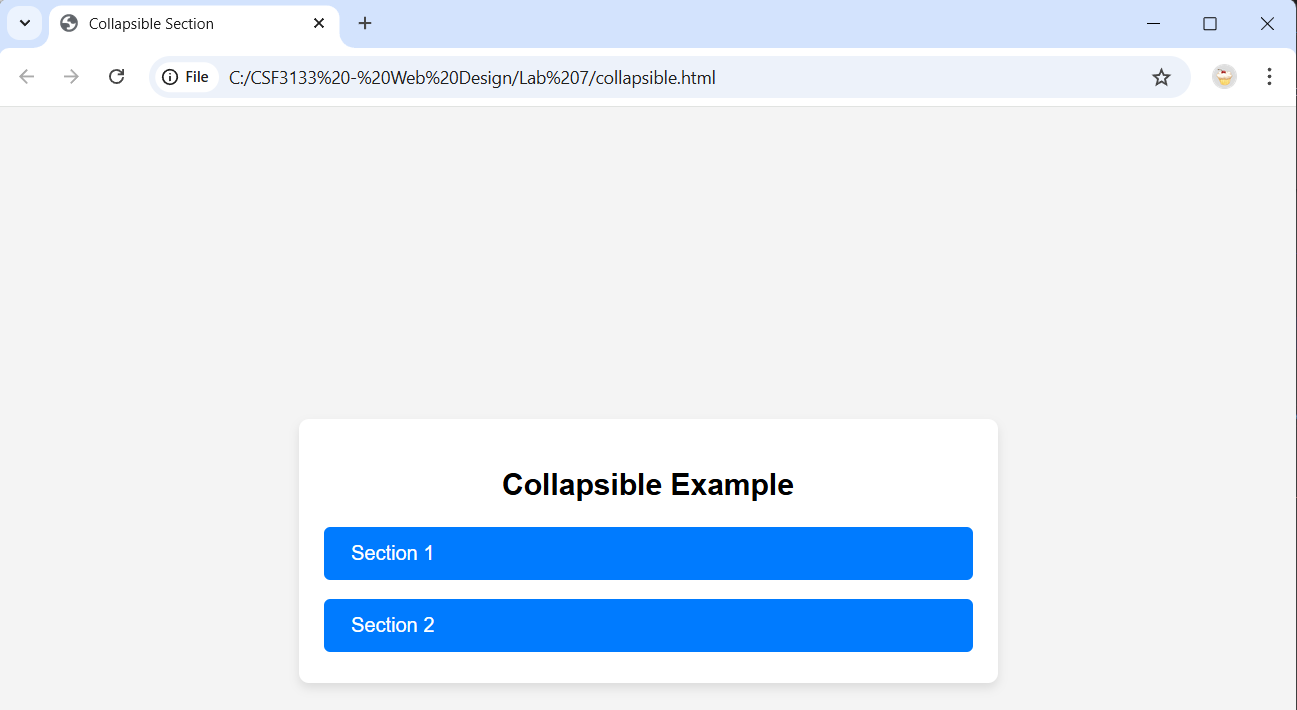 Collapsible Section
File
C:/CSF3133%20-%20Web%20Design/Lab%207/collapsible.html
Collapsible Example
Section 1
Section 2